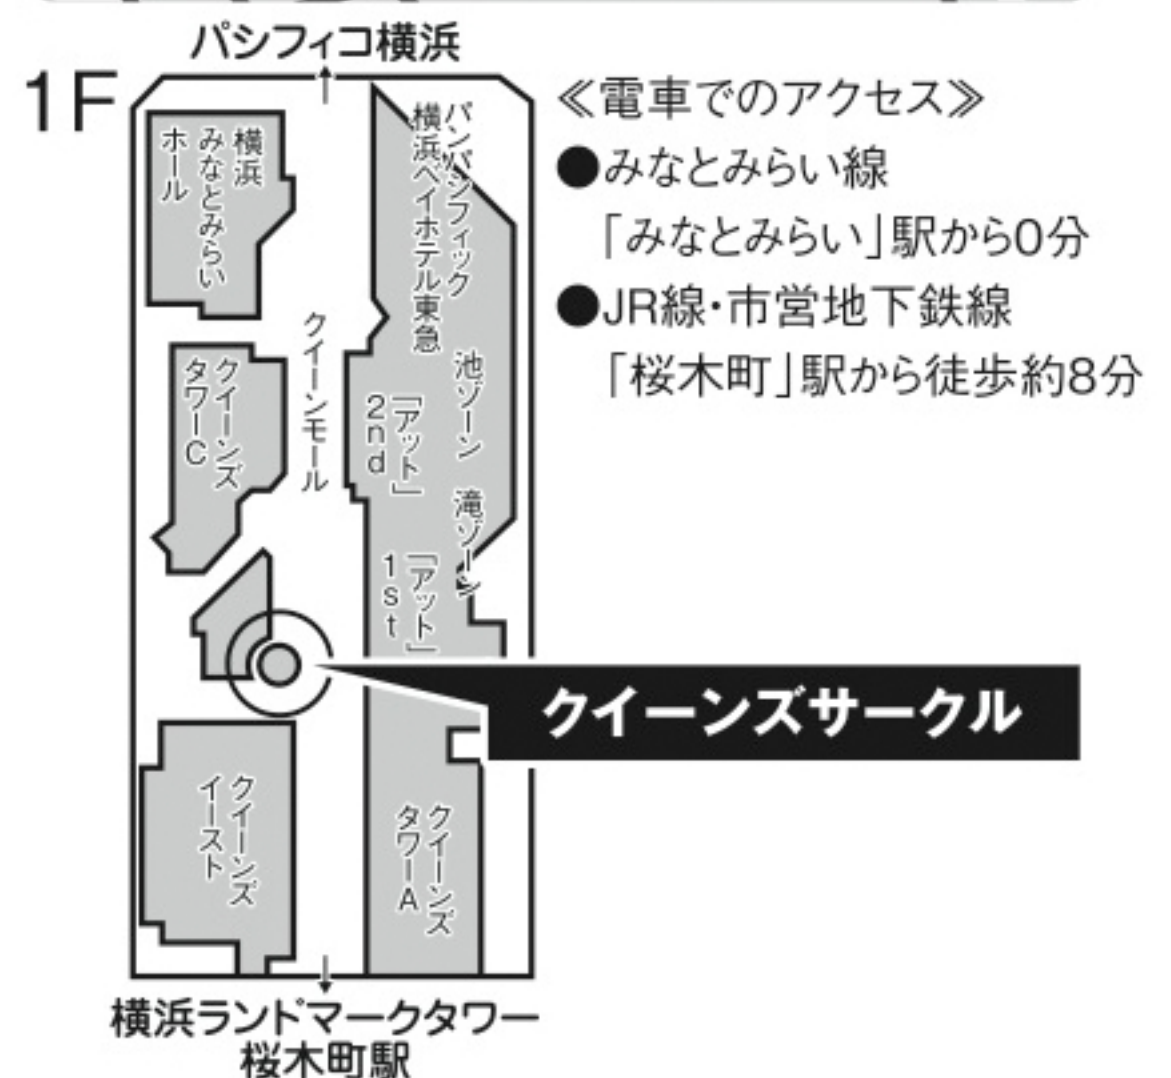 パシフィコ横浜
1F
横浜
みなとみらい
ホール
パンパシフィック
横浜ベイホテル東急
クイーンモール
クイーンズ
タワーC
池ゾーン
「アット」
2nd
滝ゾーン
「アット」
1st
クイーンズサークル
クイーンズ
イースト
クイーンズ
タワーA
横浜ランドマークタワー
桜木町駅
≪電車でのアクセス≫
●みなとみらい線
「みなとみらい」駅から0分
●JR線・市営地下鉄線
「桜木町」駅から徒歩約8分